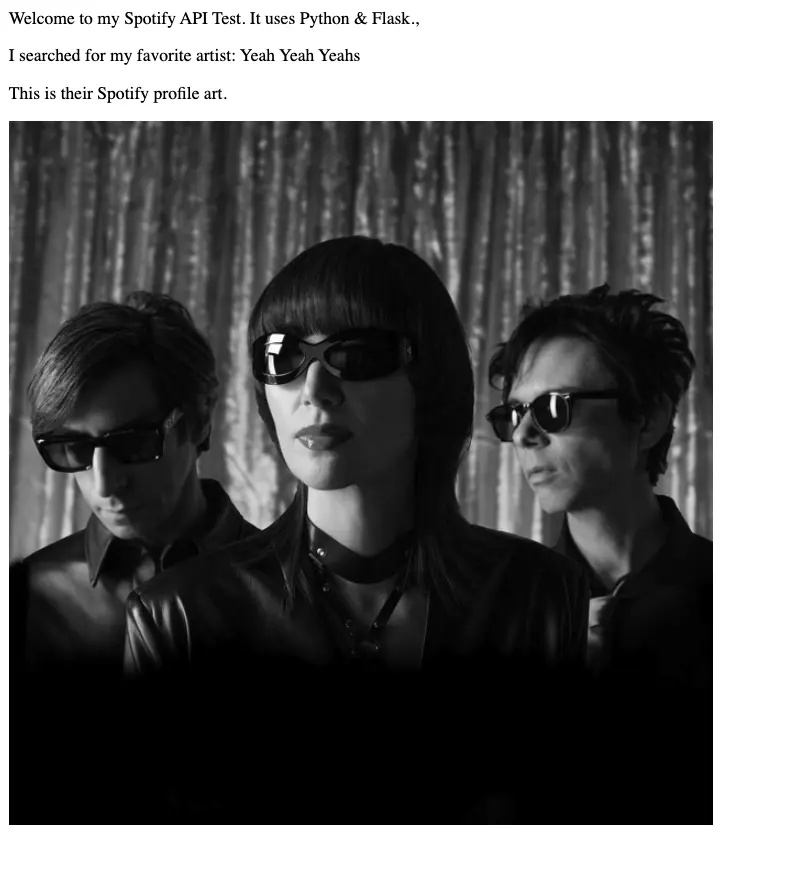 Welcome to my Spotify API Test. It uses Python & Flask.,
I searched for my favorite artist: Yeah Yeah Yeahs
This is their Spotify profile art.